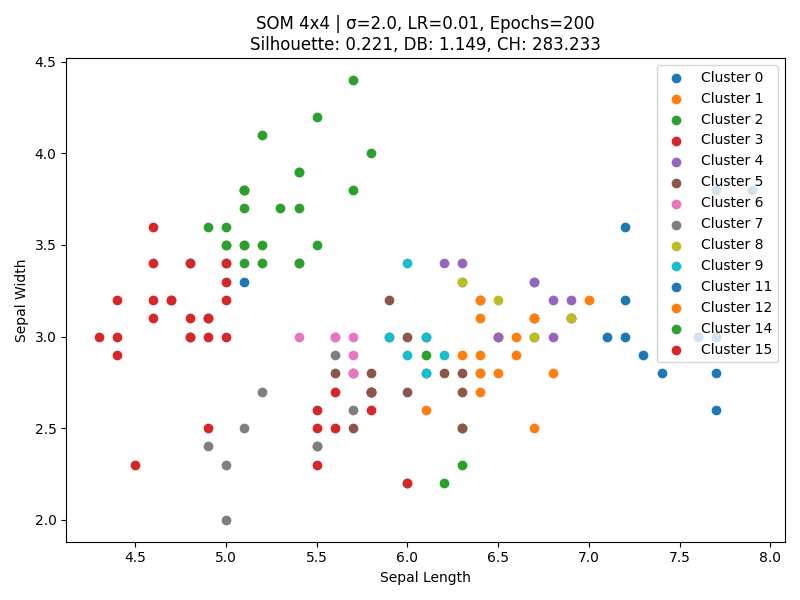 SOM 4x4 | σ=2.0, LR=0.01, Epochs=200
Silhouette: 0.221, DB: 1.149, CH: 283.233
4.5
4.0
3.5
3.0
2.5
2.0
Sepal Width
Cluster 0
Cluster 1
Cluster 2
Cluster 3
Cluster 4
Cluster 5
Cluster 6
Cluster 7
Cluster 8
Cluster 9
Cluster 11
Cluster 12
Cluster 14
Cluster 15
4.5 5.0 5.5 6.0 6.5 7.0 7.5 8.0
Sepal Length